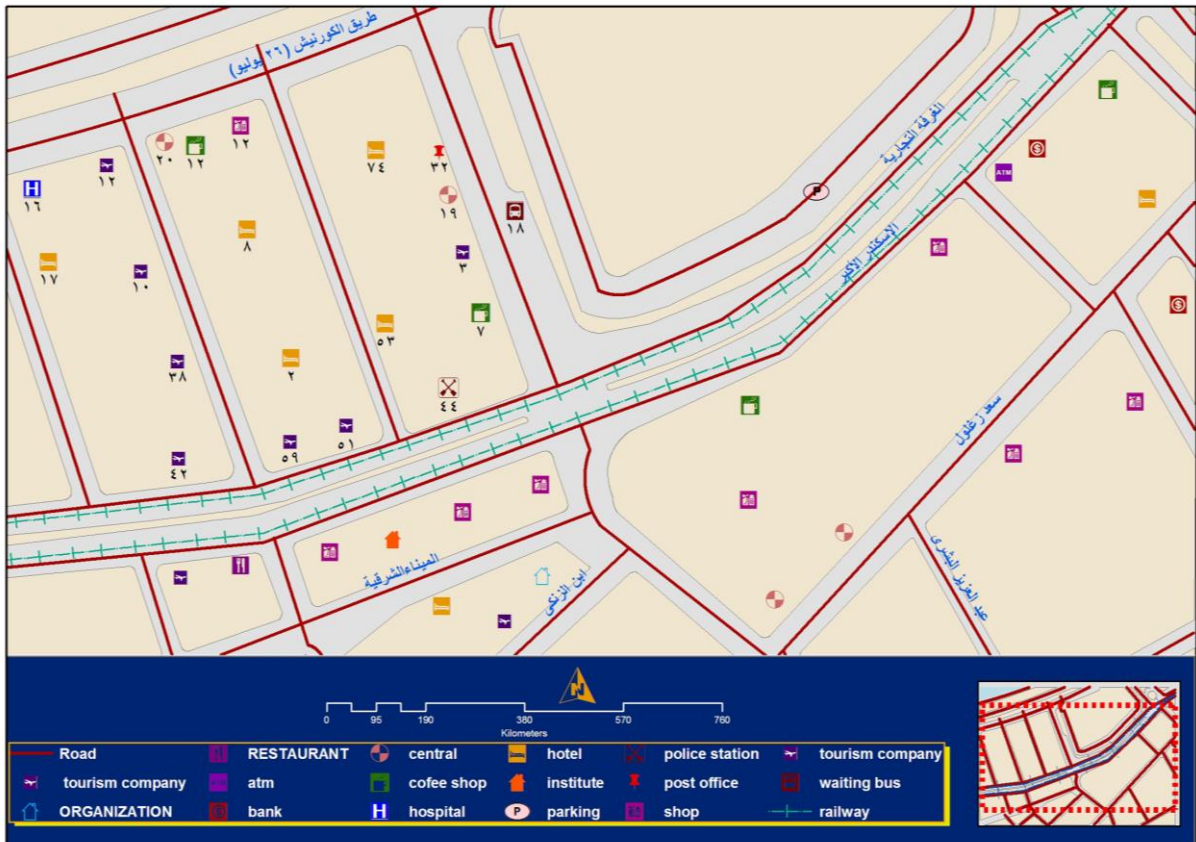 طريق الكورنيش (٢٦ يوليو)
١٢
٢٠
١٢
٧٤
٣٢
١٢
١٦
١٩
١٨
الغرفة التجارية
P
ATM
٨
٣
الإسكندر الأكبر
١٧
١٠
٧
٥٣
٣٨
٢
٤٤
سعد زغلول
٥١
٥٩
٤٢
الميناءالشرقية
ابن الزنكى
عبد العزيز البشرى
N
0 95 190 380 570 760
Kilometers
Road RESTAURANT central hotel police station tourism company
tourism company atm cofee shop institute post office waiting bus
ORGANIZATION bank H hospital P parking shop railway